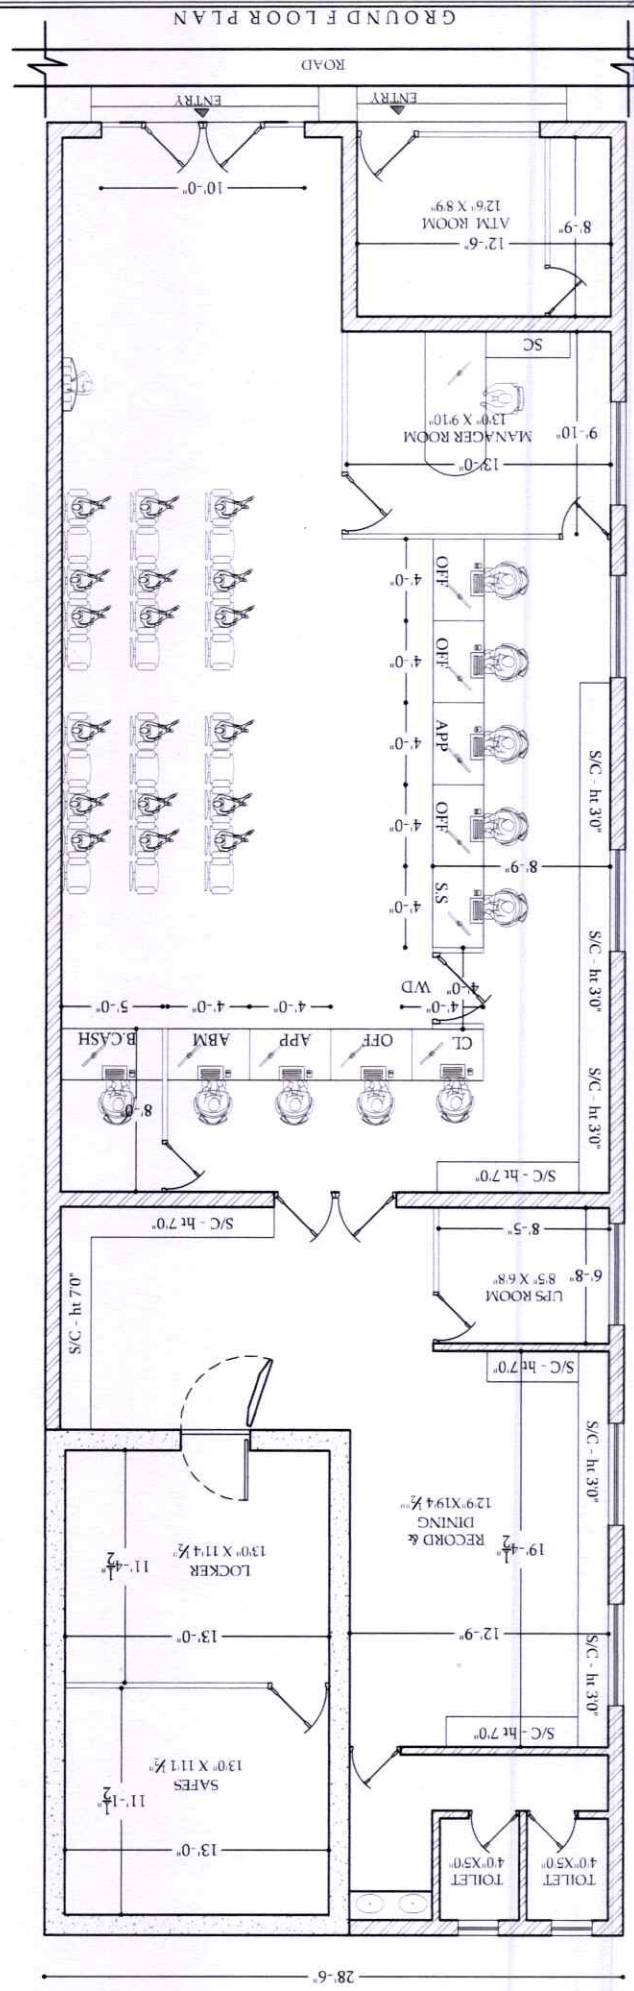 28'-6"
TOILET
4'0"X5'0"
TOILET
4'0"X5'0"
13'-0"
SAFES
13'0" X 11'1 ½"
11'-1½"
S/C - ht 7'0"
S/C - ht 3'0"
12'-9"
13'-0"
RECORD &
DINING
12'9"X19'4 ½"
19'-4½"
LOCKER
13'0" X 11'4 ½"
11'-4½"
S/C - ht 3'0"
S/C - ht 7'0"
UPS ROOM
8'5" X 6'8"
6'-8"
8'-5"
S/C - ht 7'0"
S/C - ht 7'0"
S/C - ht 7'0"
8'-0"
S/C - ht 3'0"
CL
OFF
APP
ABM
B.CASH
4'-0"
4'-0"
4'-0"
5'-0"
4'-0"
WD
S/C - ht 3'0"
S.S
4'-0"
8'-9"
OFF
4'-0"
S/C - ht 3'0"
APP
4'-0"
OFF
4'-0"
OFF
4'-0"
13'-0"
MANAGER ROOM
13'0" X 9'10"
9'-10"
SC
12'-6"
ATM ROOM
12'6" X 8'9"
8'-9"
10'-0"
ENTRY
ENTRY
ROAD
GROUND FLOOR PLAN